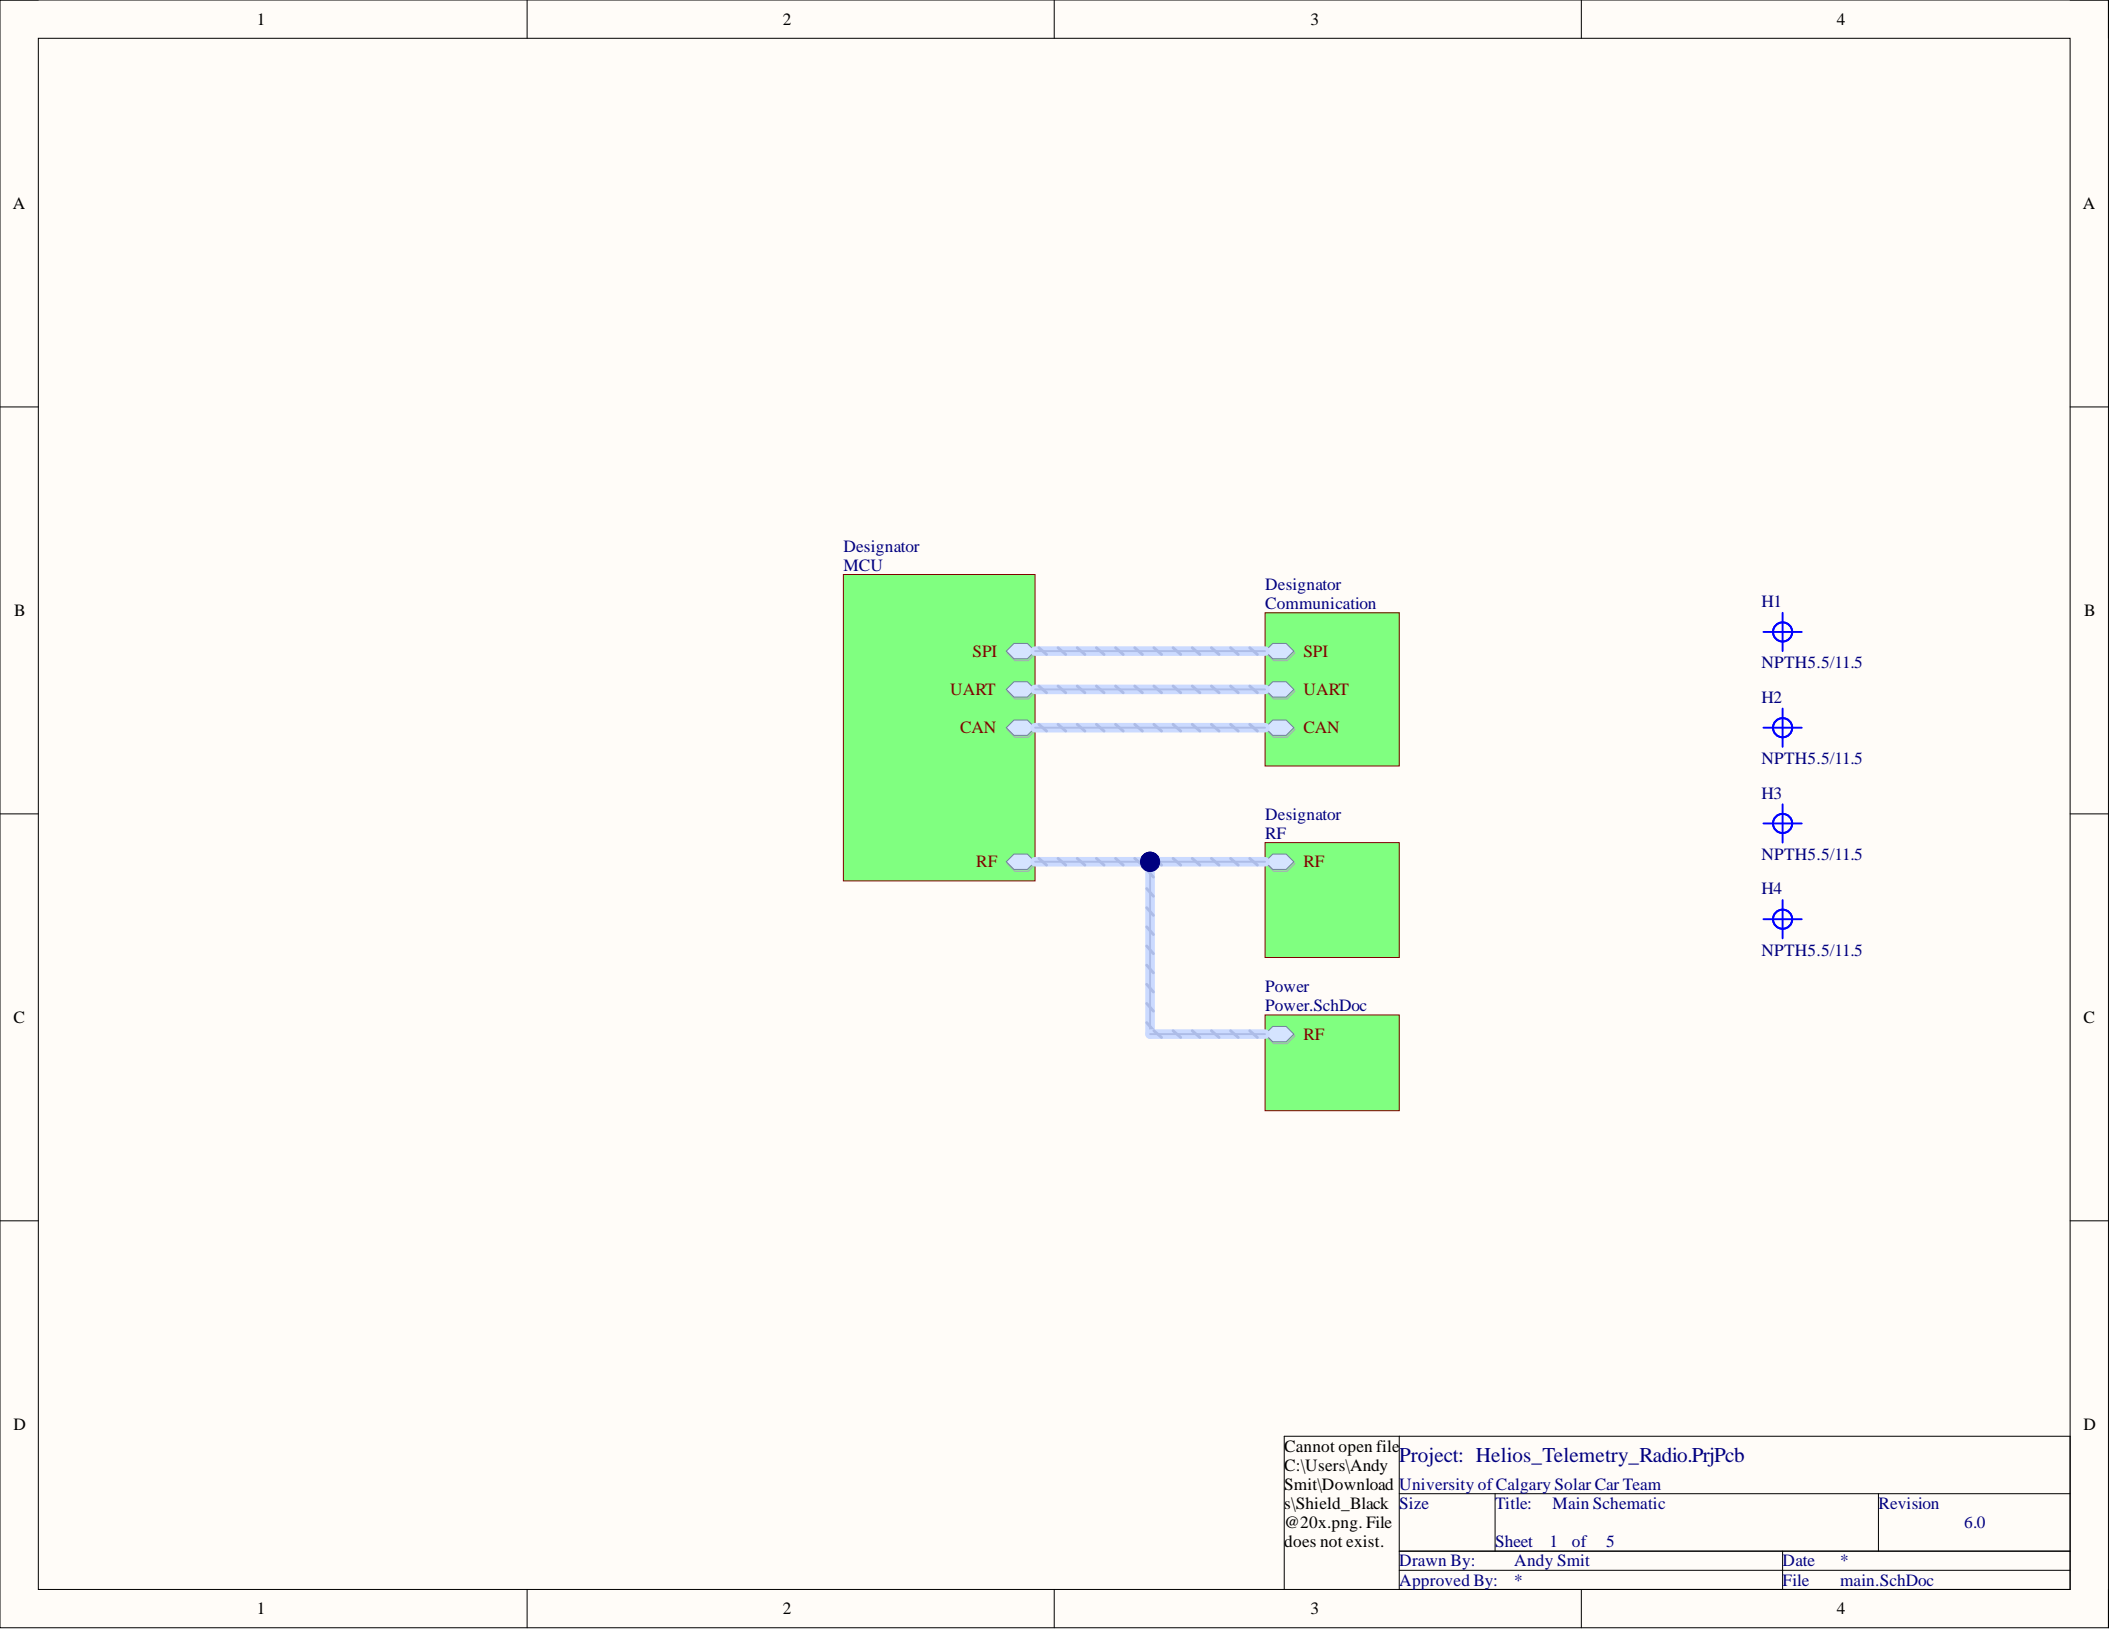 1 2 3 4
A A
Designator
MCU
Designator
Communication
B B
H1
SPI SPI
NPTH5.5/11.5
UART UART
H2
CAN CAN
NPTH5.5/11.5
H3
Designator
RF
NPTH5.5/11.5
RF RF
H4
NPTH5.5/11.5
Power
Power.SchDoc
C C
RF
D D
Cannot open file
C:\Users\Andy
Smit\Download
s\Shield_Black
@20x.png. File
does not exist.
Project: Helios_Telemetry_Radio.PrjPcb
University of Calgary Solar Car Team
Size
Title: Main Schematic
Revision
6.0
Sheet 1 of 5
Drawn By: Andy Smit
Date *
Approved By: *
File main.SchDoc
1 2 3 4